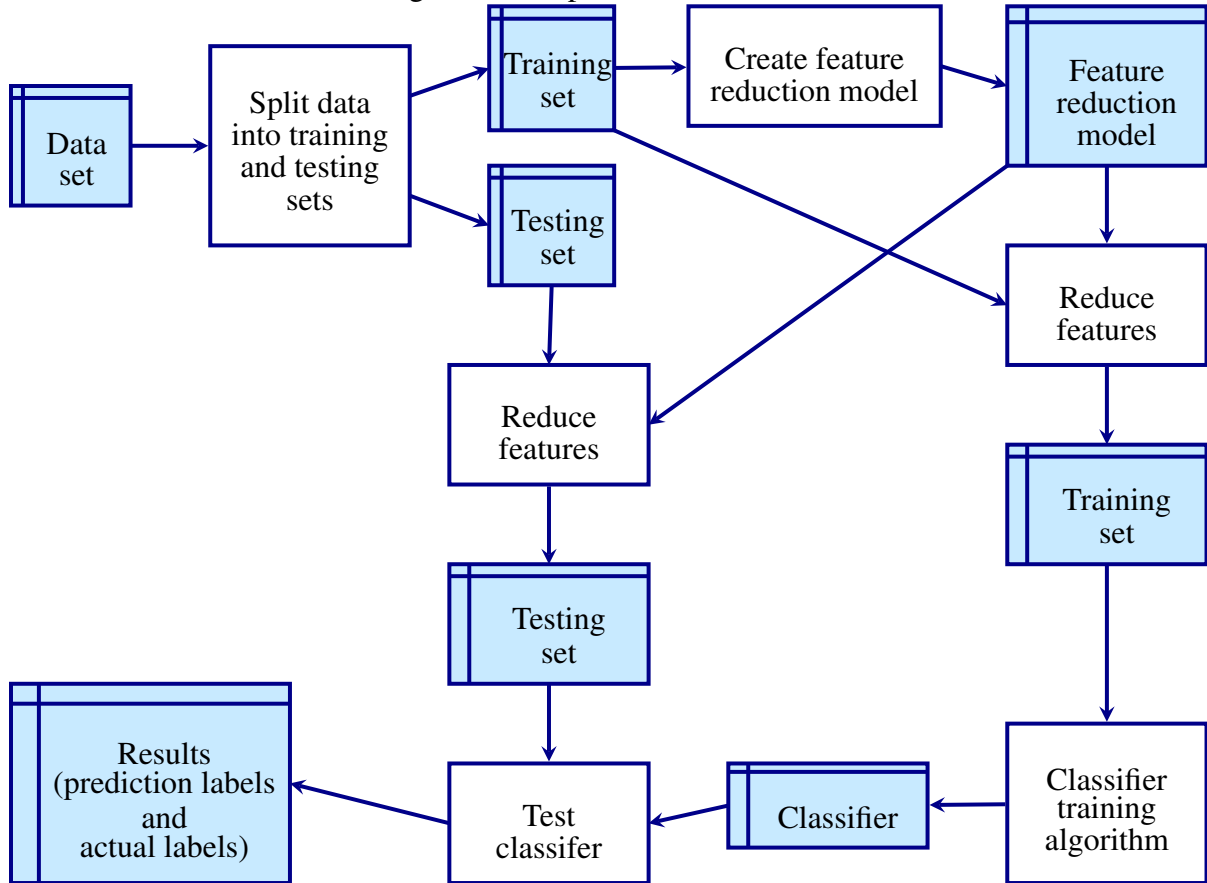 Data
set
Split data
into training
and testing
sets
Training
set
Create feature
reduction model
Feature
reduction
model
Testing
set
Reduce
features
Reduce
features
Training
set
Testing
set
Results
(prediction labels
and
actual labels)
Test
classifer
Classifier
Classifier
training
algorithm